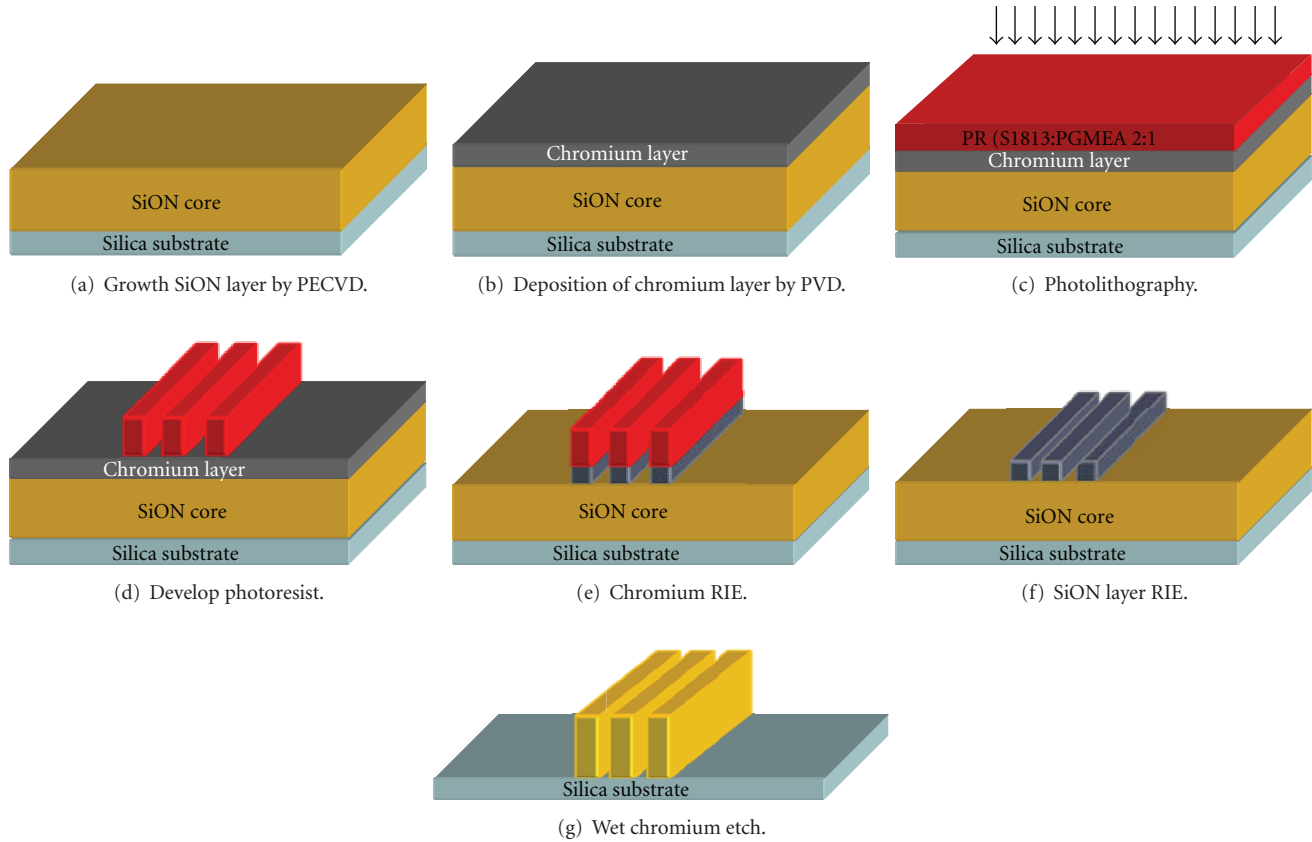 SiON core
Silica substrate
(a) Growth SiON layer by PECVD.
Chromium layer
SiON core
Silica substrate
(b) Deposition of chromium layer by PVD.
PR (S1813:PGMEA 2:1
Chromium layer
SiON core
Silica substrate
(c) Photolithography.
Chromium layer
SiON core
Silica substrate
(d) Develop photoresist.
SiON core
Silica substrate
(e) Chromium RIE.
SiON core
Silica substrate
(f) SiON layer RIE.
Silica substrate
(g) Wet chromium etch.